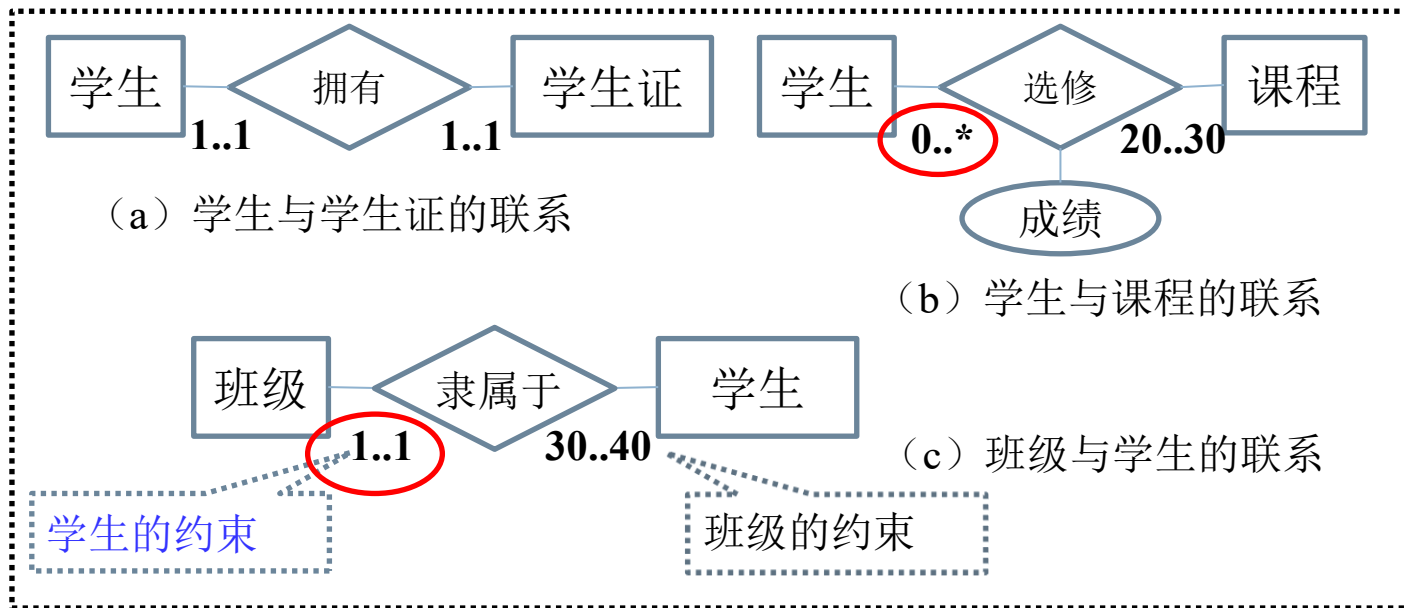 学生 拥有 学生证
1..1 1..1
(a)学生与学生证的联系
学生 选修 课程
0..* 20..30
成绩
(b)学生与课程的联系
班级 隶属于 学生
1..1 30..40
(c)班级与学生的联系
学生的约束
班级的约束